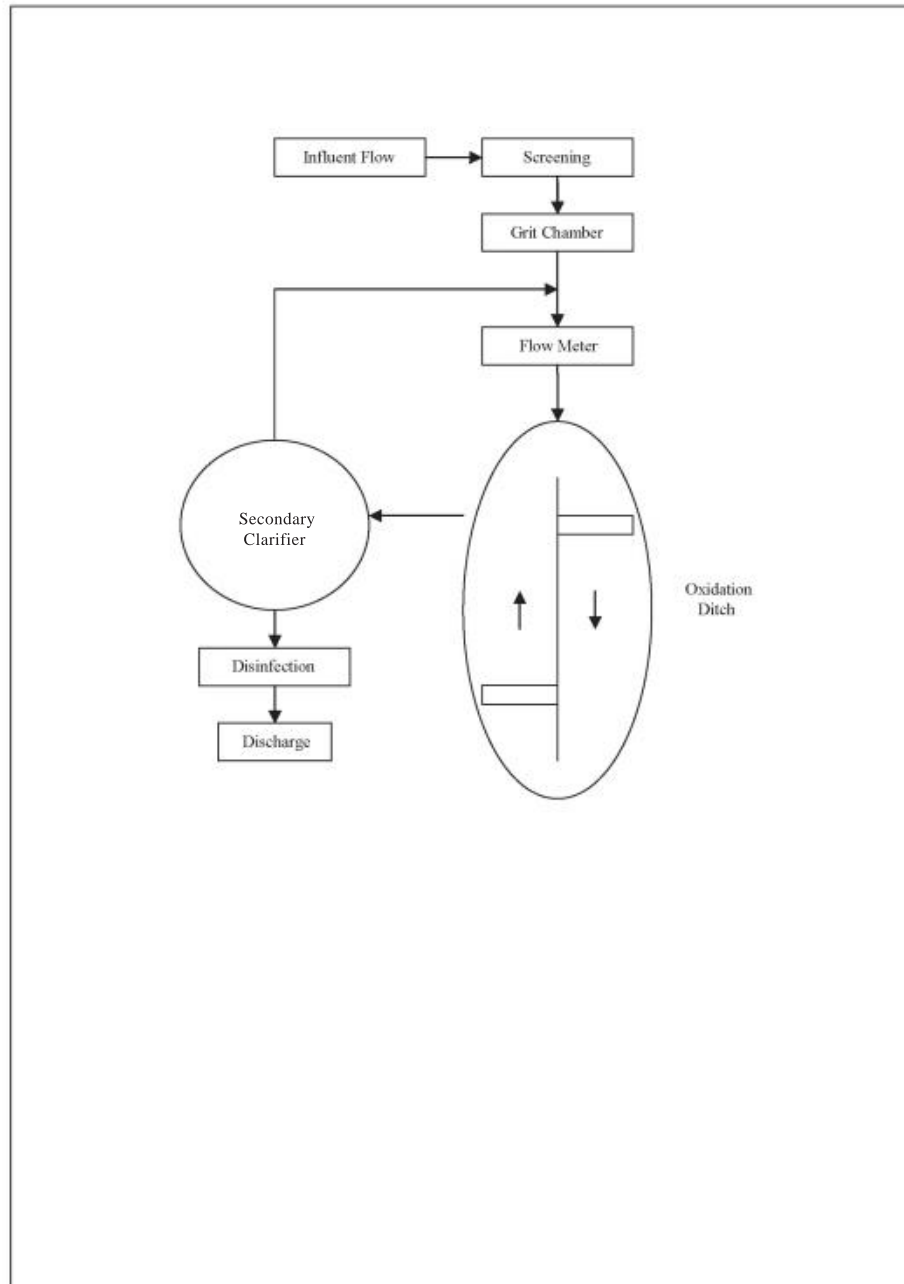 Influent Flow
Screening
Grit Chamber
Flow Meter
Secondary
Clarifier
Oxidation
Ditch
Disinfection
Discharge